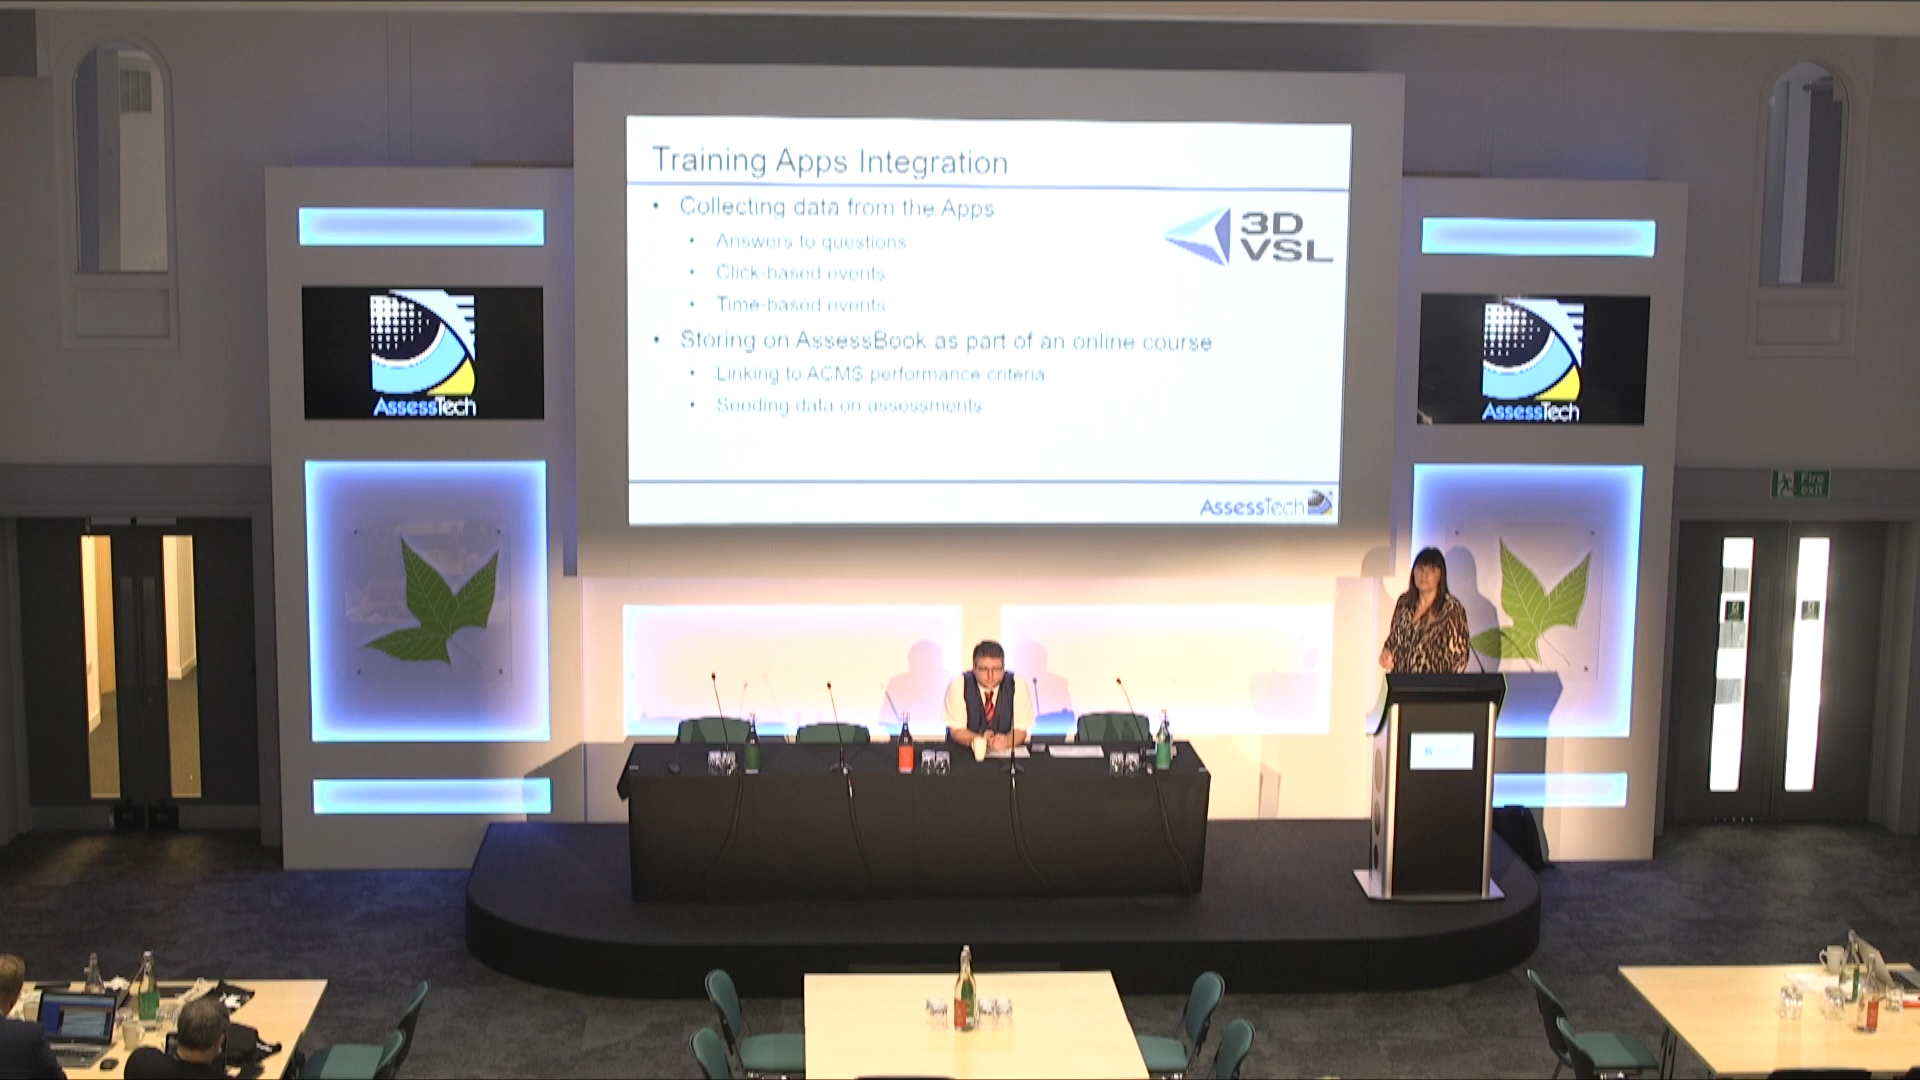 Training Apps Integration
• Collecting data from the Apps
• Answers to questions
• Click-based events
• Time-based events
• Storing on AssessBook as part of an online course
• Linking to ACMS performance criteria
• Seeding data on assessments
3D
VSL
AssessTech
AssessTech
AssessTech
Fire
exit